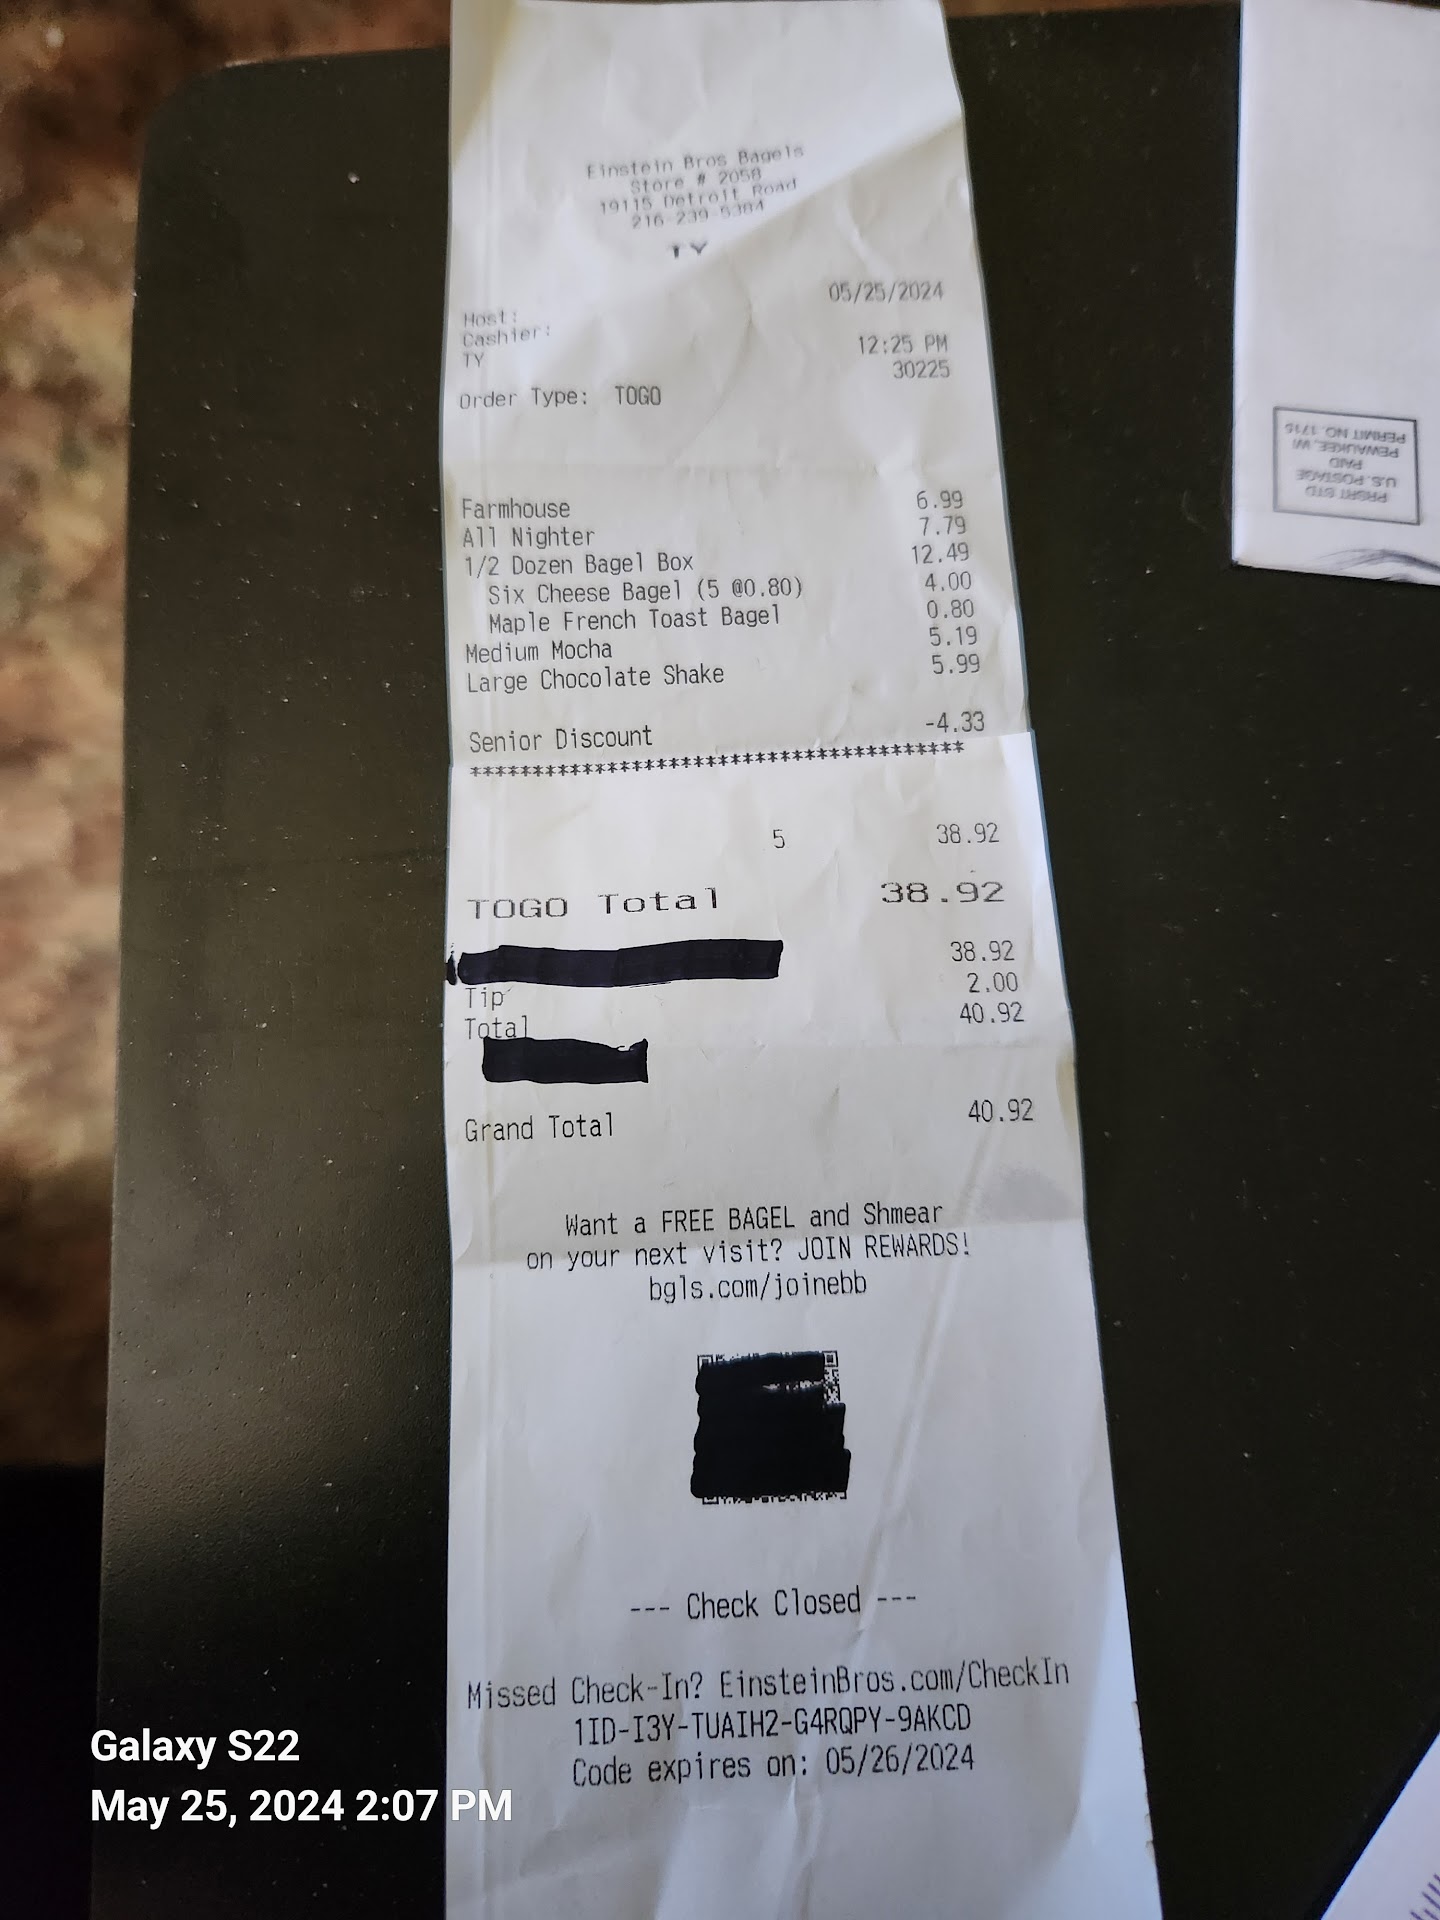 Einstein Bros Bagels
Store # 2058
19115 Detroit Road
216-239-5384
TY
05/25/2024
Host:
Cashier:
12:25 PM
TY
30225
Order Type: TOGO
Farmhouse 6.99
All Nighter 7.79
1/2 Dozen Bagel Box 12.49
Six Cheese Bagel (5 @0.80) 4.00
Maple French Toast Bagel 0.80
Medium Mocha 5.19
Large Chocolate Shake 5.99
Senior Discount -4.33
****************************************
5 38.92
TOGO Total 38.92
38.92
Tip 2.00
Total 40.92
Grand Total 40.92
Want a FREE BAGEL and Shmear
on your next visit? JOIN REWARDS!
bgls.com/joinebb
--- Check Closed ---
Missed Check-In? EinsteinBros.com/CheckIn
1ID-I3Y-TUAIH2-G4RQPY-9AKCD
Code expires on: 05/26/2024
PRSRT STD
U.S. POSTAGE
PAID
PEWAUKEE, WI
PERMIT NO. 1716
Galaxy S22
May 25, 2024 2:07 PM